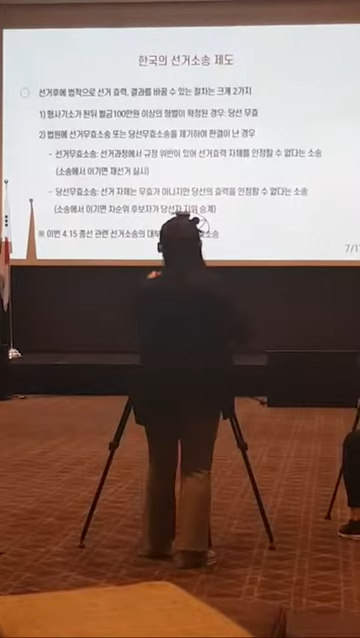 한국의 선거소송 제도
선거후에 법적으로 선거 효력, 결과를 바꿀 수 있는 절차는 크게 2가지
1) 형사기소가 된뒤 벌금100만원 이상의 형벌이 확정된 경우: 당선 무효
2) 법원에 선거무효소송 또는 당선무효소송을 제기하여 판결이 난 경우
- 선거무효소송: 선거과정에서 규정 위반이 있어 선거효력 자체를 인정할 수 없다는 소송
(소송에서 이기면 재선거 실시)
- 당선무효소송: 선거 자체는 유효이지만 당선의 효력을 인정할 수 없다는 소송
(소송에서 이기면 차순위 후보자가 당선자 지위 승계)
※ 이번 4.15 총선 관련 선거소송의 소송
7/1